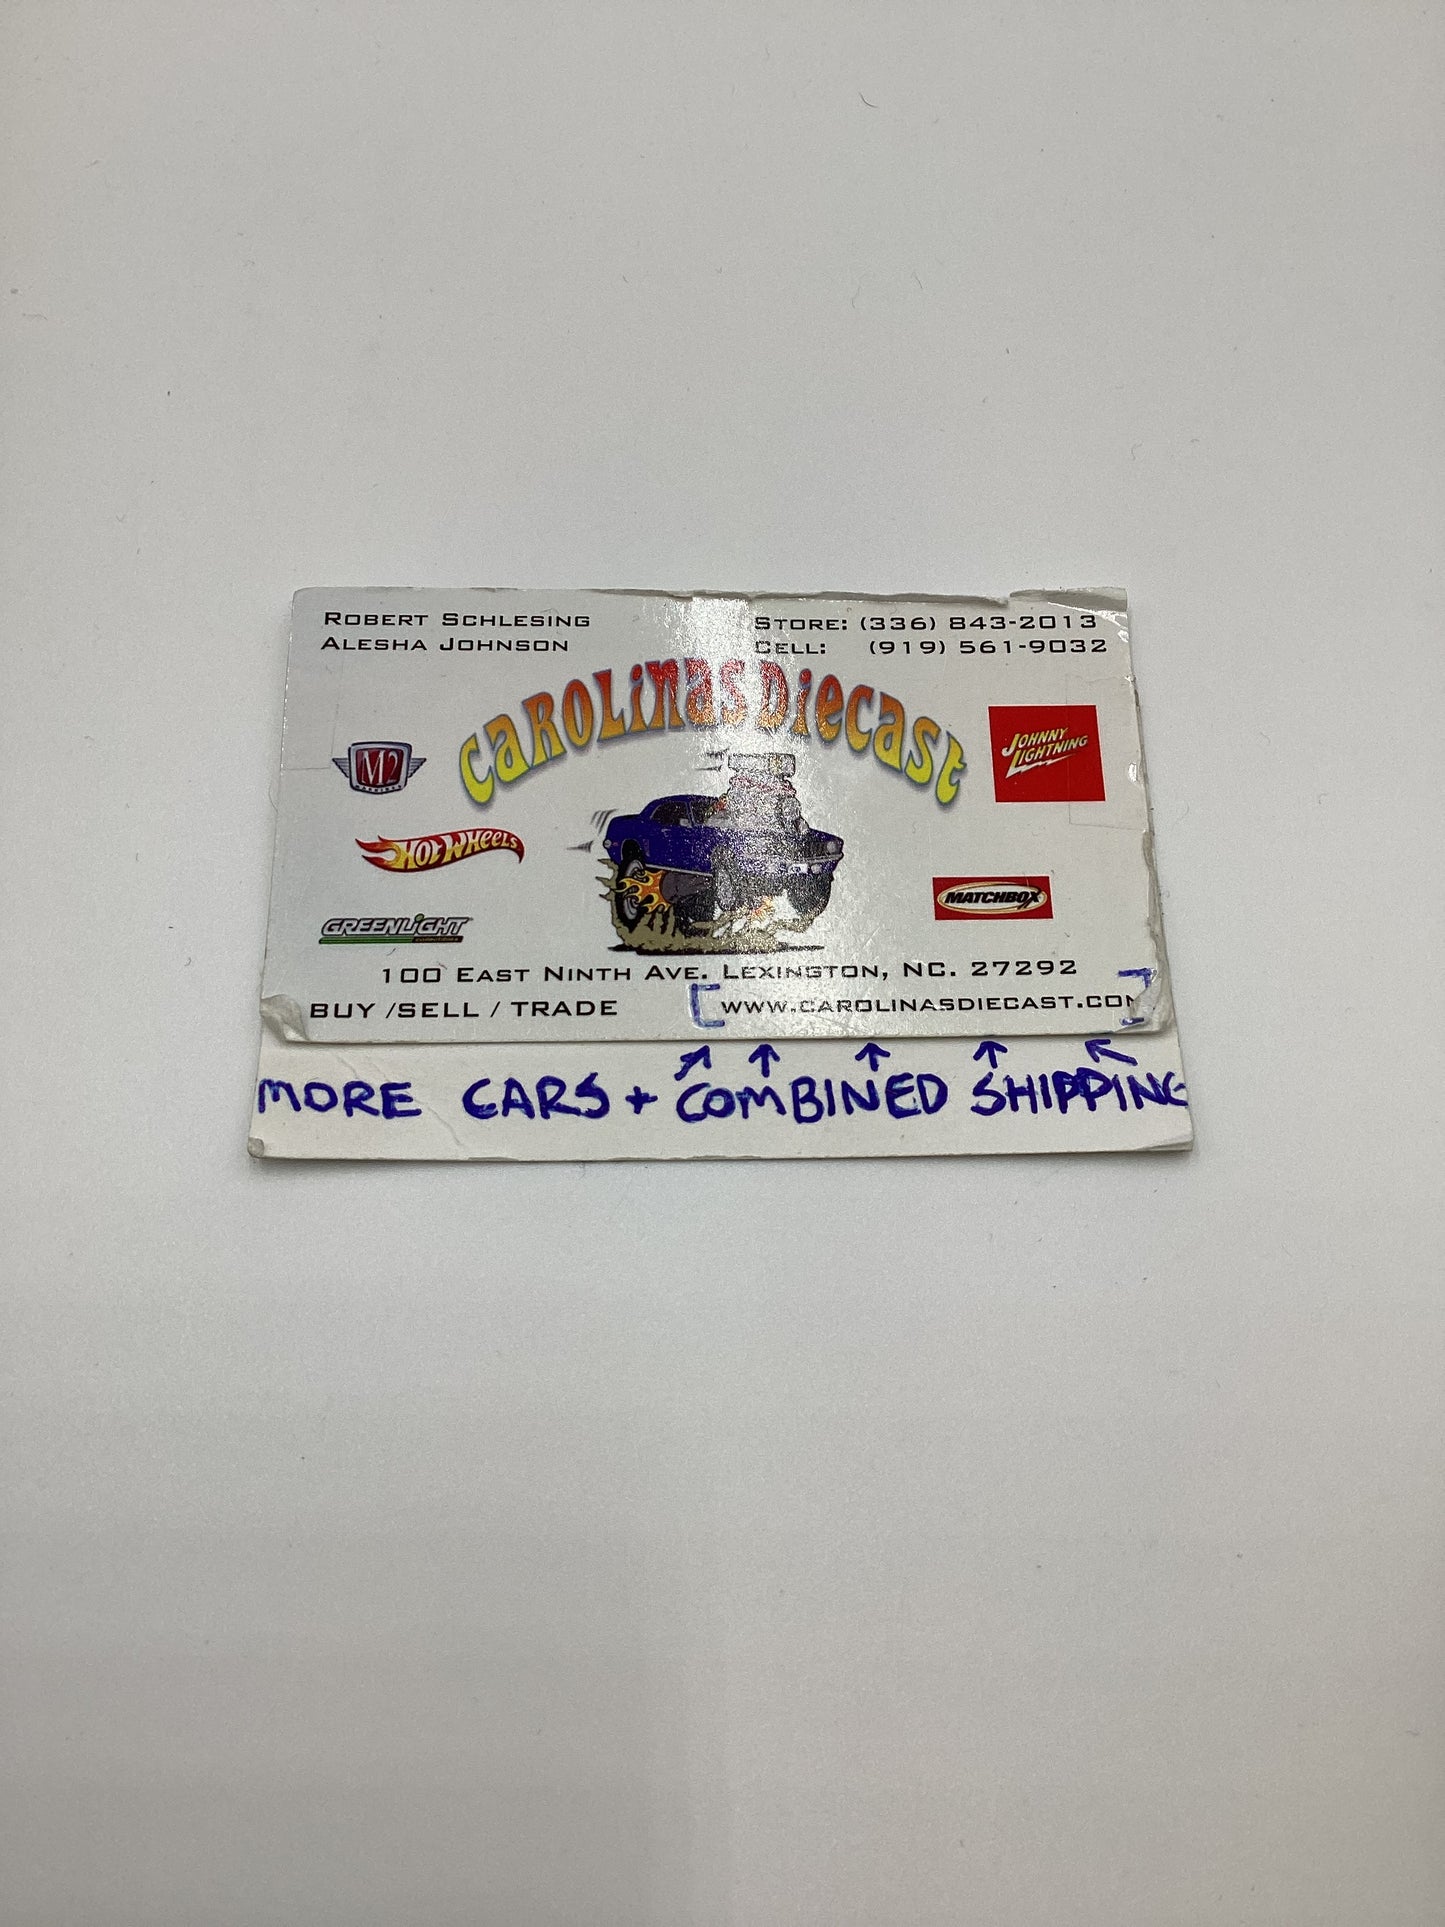 Robert Schlesing
Alesha Johnson
Store: (336) 843-2013
Cell: (919) 561-9032
CAROLINAS DIECAST
M2
JOHNNY LIGHTNING
HOT WHEELS
MATCHBOX
GREENLIGHT
100 East Ninth Ave. Lexington, NC. 27292
BUY /SELL / TRADE
[www.carolinasdiecast.com]
MORE CARS + COMBINED SHIPPING